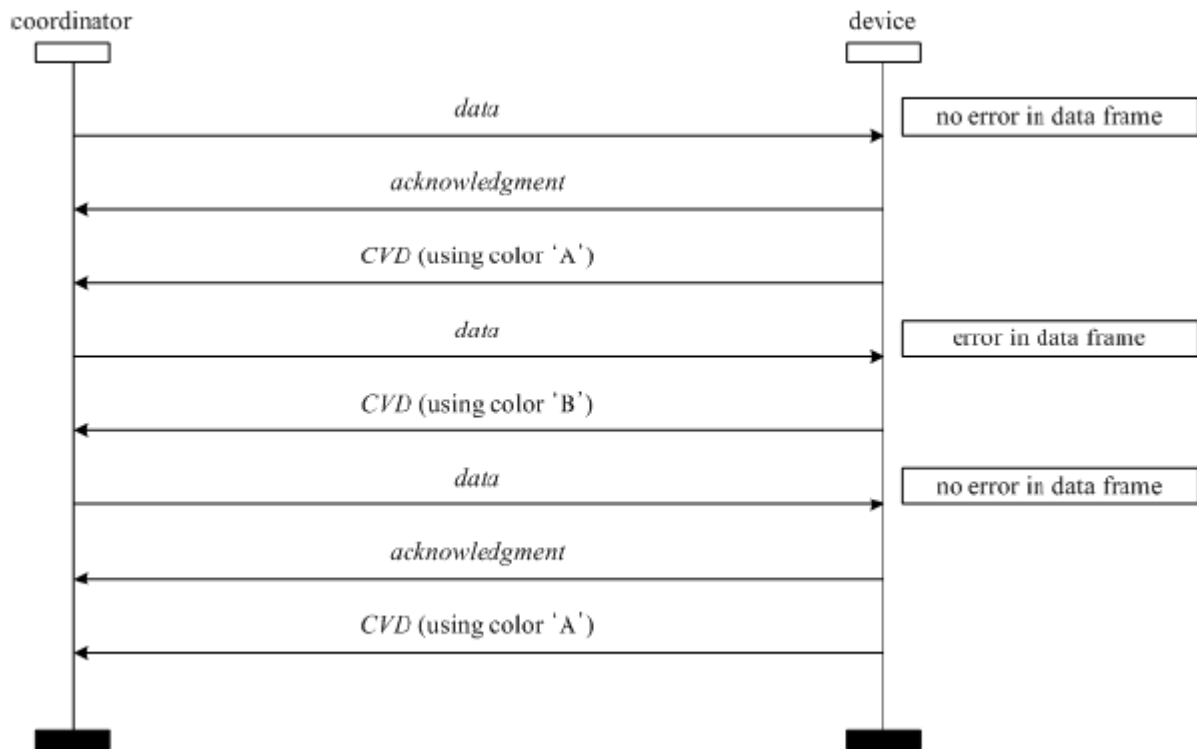 coordinator
device
data
no error in data frame
acknowledgment
CVD (using color ‘A’)
data
error in data frame
CVD (using color ‘B’)
data
no error in data frame
acknowledgment
CVD (using color ‘A’)